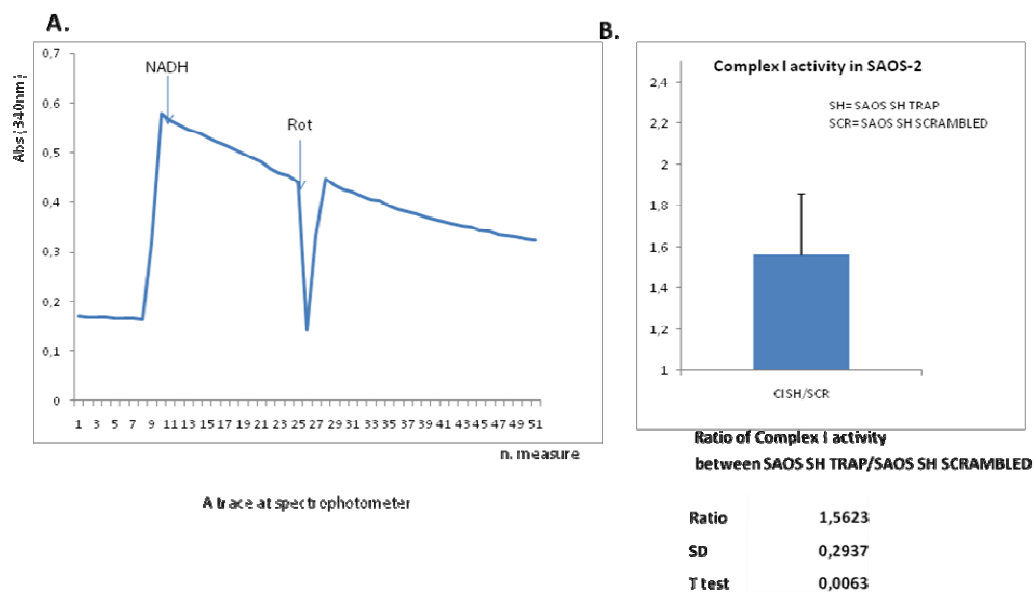 A.
0,7
0,6
0,5
0,4
0,3
0,2
0,1
0
Abs (340nm)
NADH
Rot
1 3 5 7 9 11 13 15 17 19 21 23 25 27 29 31 33 35 37 39 41 43 45 47 49 51
n. measure
A trace at spectrophotometer
B.
Complex I activity in SAOS-2
SH= SAOS SH TRAP
SCR= SAOS SH SCRAMBLED
2,4
2,2
2
1,8
1,6
1,4
1,2
1
CI SH/SCR
Ratio of Complex I activity
between SAOS SH TRAP/SAOS SH SCRAMBLED
Ratio 1,5623
SD 0,2937
T test 0,0063